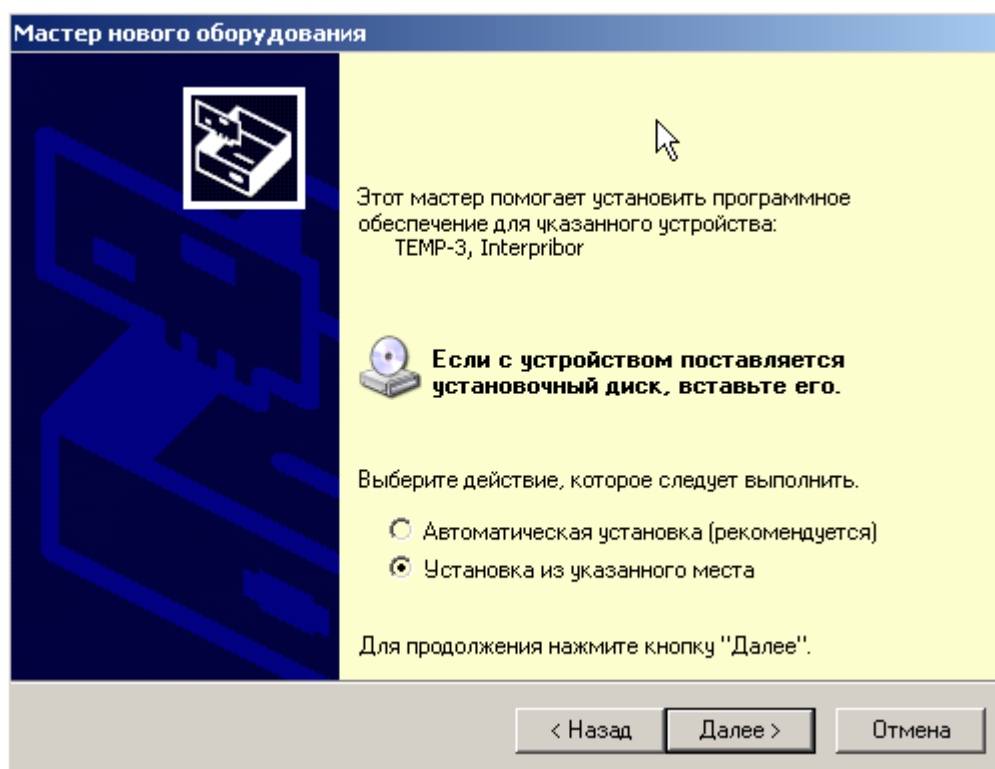 Мастер нового оборудования
Этот мастер помогает установить программное
обеспечение для указанного устройства:
TEMP-3, Interpribor
Если с устройством поставляется
установочный диск, вставьте его.
Выберите действие, которое следует выполнить.
Автоматическая установка (рекомендуется)
Установка из указанного места
Для продолжения нажмите кнопку "Далее".
< Назад
Далее >
Отмена